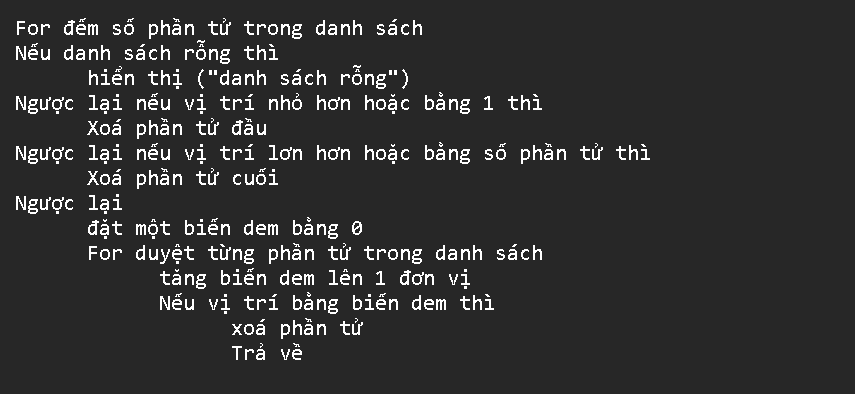 For đếm số phần tử trong danh sách
Nếu danh sách rỗng thì
hiển thị ("danh sách rỗng")
Ngược lại nếu vị trí nhỏ hơn hoặc bằng 1 thì
Xoá phần tử đầu
Ngược lại nếu vị trí lơn hơn hoặc bằng số phần tử thì
Xoá phần tử cuối
Ngược lại
đặt một biến dem bằng 0
For duyệt từng phần tử trong danh sách
tăng biến dem lên 1 đơn vị
Nếu vị trí bằng biến dem thì
xoá phần tử
Trả về